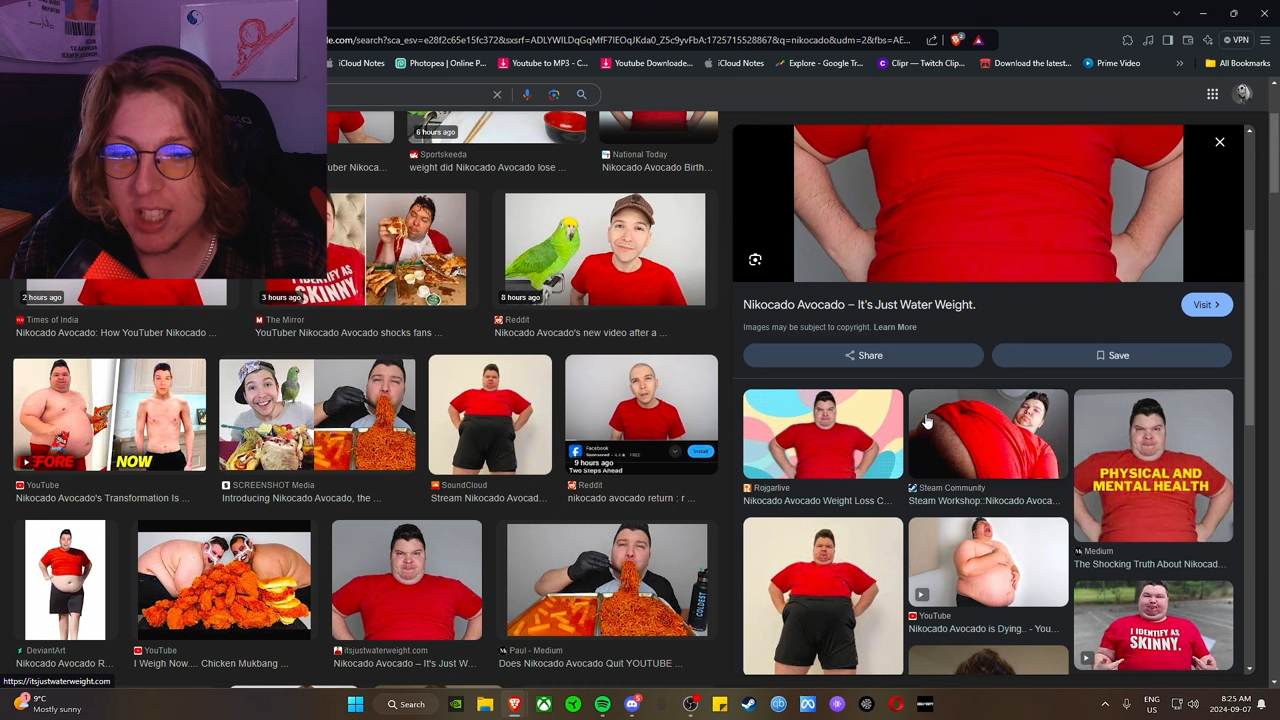 le.com/search?sca_esv=e28f2c65e15fc372&sxsrf=ADLYWILDqGqMfF7lEOqJKda0_Z5c9yvFbA:1725715528867&q=nikocado&udm=2&fbs=AE...
VPN
iCloud Notes
Photopea | Online P...
Youtube to MP3 - C...
Youtube Downloade...
iCloud Notes
Explore - Google Tr...
Clipr — Twitch Clip...
Download the latest...
Prime Video
All Bookmarks
6 hours ago
Sportskeeda
National Today
uber Nikoca...
weight did Nikocado Avocado lose ...
Nikocado Avocado Birth...
I IDENTIFY AS
SKINNY.
2 hours ago
3 hours ago
8 hours ago
Times of India
The Mirror
Reddit
Nikocado Avocado: How YouTuber Nikocado ...
YouTuber Nikocado Avocado shocks fans ...
Nikocado Avocado's new video after a ...
Nikocado Avocado – It's Just Water Weight.
Visit
Images may be subject to copyright. Learn More
Share
Save
BEFORE
NOW
Facebook
Sponsored
4.4
FREE
Install
9 hours ago
Two Steps Ahead
YouTube
SCREENSHOT Media
SoundCloud
Reddit
Nikocado Avocado's Transformation Is ...
Introducing Nikocado Avocado, the ...
Stream Nikocado Avocad...
nikocado avocado return : r ...
Rojgarlive
Steam Community
Nikocado Avocado Weight Loss C...
Steam Workshop::Nikocado Avoca...
PHYSICAL AND
MENTAL HEALTH
Medium
The Shocking Truth About Nikocad...
COLDEST
DeviantArt
YouTube
itsjustwaterweight.com
Paul - Medium
Nikocado Avocado R...
I Weigh Now.... Chicken Mukbang ...
Nikocado Avocado – It's Just W...
Does Nikocado Avocado Quit YOUTUBE ...
YouTube
Nikocado Avocado is Dying.. - You...
I IDENTIFY AS
SKINNY.
https://itsjustwaterweight.com
9°C
Mostly sunny
Search
ENG
US
8:25 AM
2024-09-07